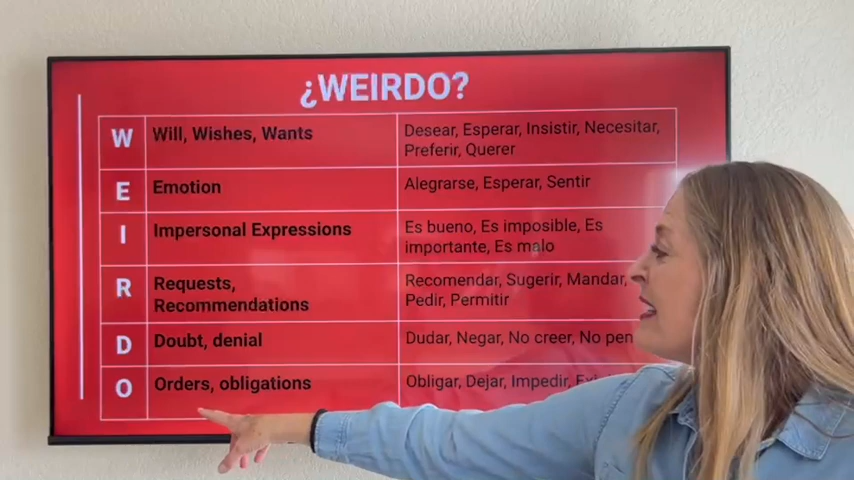 ¿WEIRDO?
W Will, Wishes, Wants Desear, Esperar, Insistir, Necesitar,
Preferir, Querer
E Emotion Alegrarse, Esperar, Sentir
I Impersonal Expressions Es bueno, Es imposible, Es
importante, Es malo
R Requests, Recomendar, Sugerir, Mandar,
Recommendations Pedir, Permitir
D Doubt, denial Dudar, Negar, No creer, No
O Orders, obligations Obligar, Dejar, Impedir,